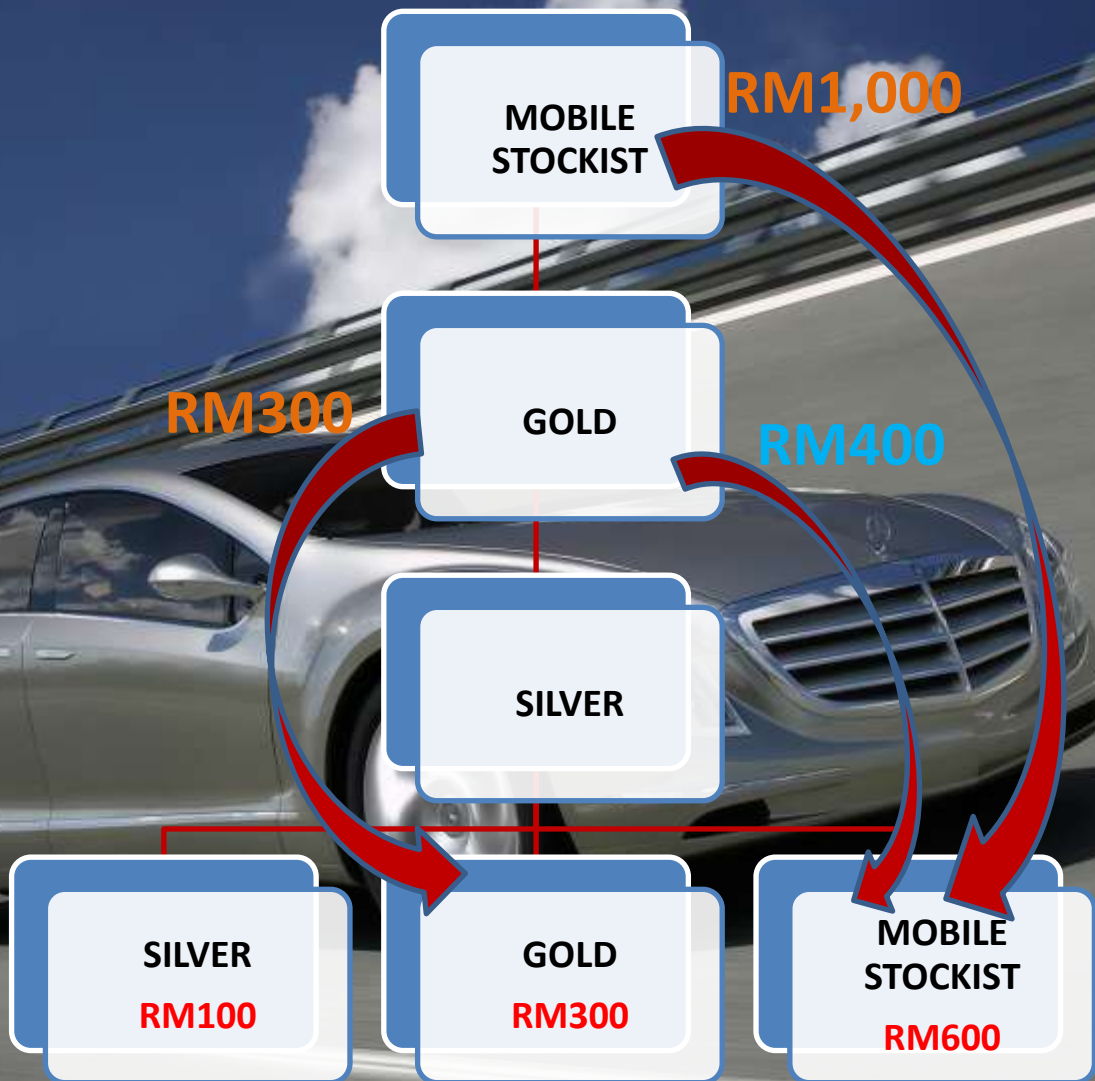 MOBILE
STOCKIST
RM1,000
GOLD
RM300
RM400
SILVER
SILVER
RM100
GOLD
RM300
MOBILE
STOCKIST
RM600